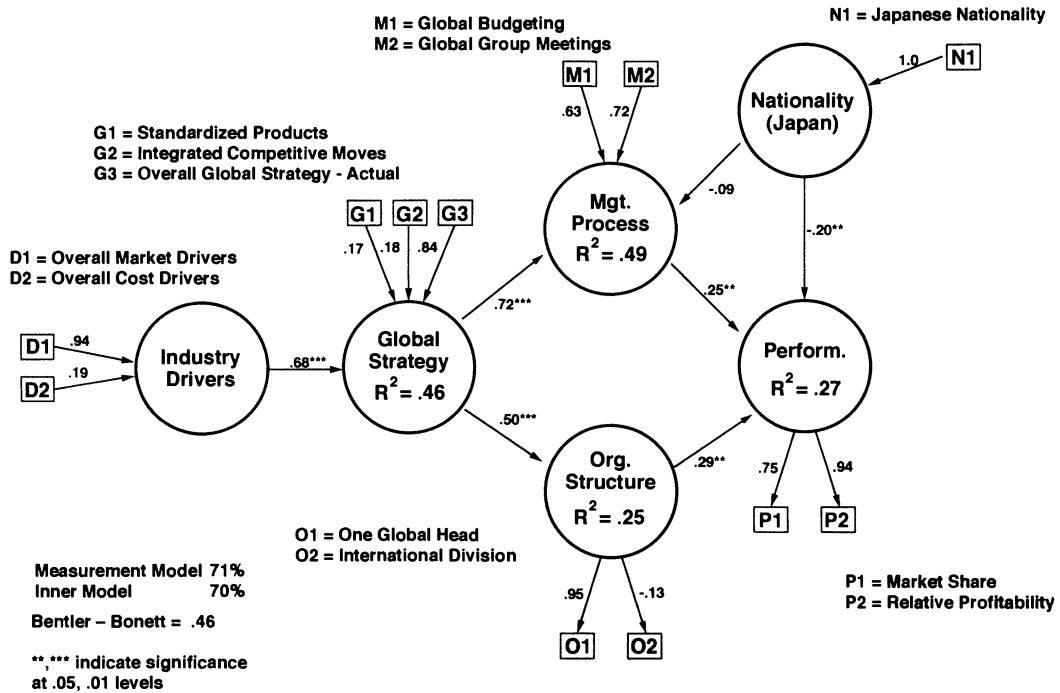 M1 = Global Budgeting
M2 = Global Group Meetings
N1 = Japanese Nationality
M1
M2
N1
1.0
.63
.72
Nationality
(Japan)
G1 = Standardized Products
G2 = Integrated Competitive Moves
G3 = Overall Global Strategy - Actual
Mgt.
Process
R² = .49
-.09
G1
G2
G3
.17
.18
.84
-.20**
D1 = Overall Market Drivers
D2 = Overall Cost Drivers
.72***
.25**
D1
.94
D2
.19
Industry
Drivers
.68***
Global
Strategy
R² = .46
Perform.
R² = .27
.50***
.29**
Org.
Structure
R² = .25
.75
.94
P1
P2
O1 = One Global Head
O2 = International Division
Measurement Model 71%
Inner Model 70%
Bentler – Bonett = .46
.95
-.13
P1 = Market Share
P2 = Relative Profitability
O1
O2
**,*** indicate significance
at .05, .01 levels